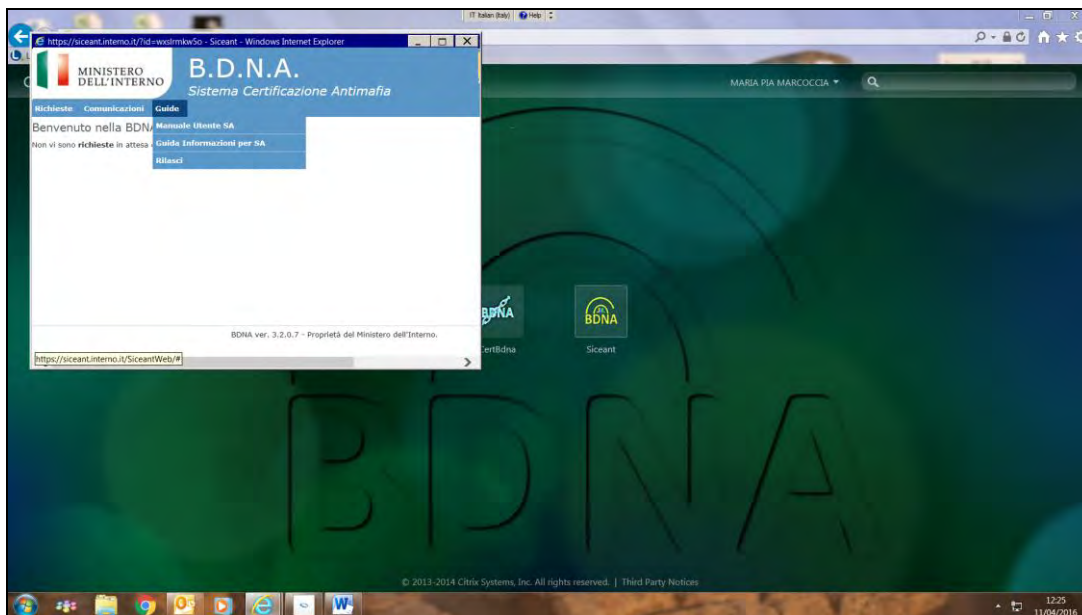 IT Italian (Italy) Help
https://siceant.interno.it/?id=wxslrmkw5o - Siceant - Windows Internet Explorer
MINISTERO
DELL'INTERNO
B.D.N.A.
Sistema Certificazione Antimafia
MARIA PIA MARCOCCIA
Richieste Comunicazioni Guide
Benvenuto nella BDN
Manuale Utente SA
Non vi sono richieste in attesa
Guida Informazioni per SA
Rilasci
BDNA
BDNA
CertBdna
Siceant
BDNA ver. 3.2.0.7 - Proprietà del Ministero dell'Interno.
https://siceant.interno.it/SiceantWeb/#
BDNA
© 2013-2014 Citrix Systems, Inc. All rights reserved. | Third Party Notices
12:25
11/04/2016